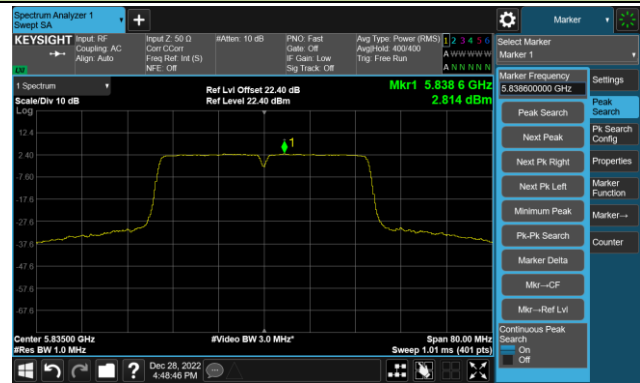 Spectrum Analyzer 1
Swept SA
+
Marker
KEYSIGHT Input: RF
Coupling: AC
Align: Auto
Input Z: 50 Ω
Corr CCorr
Freq Ref: Int (S)
NFE: Off
#Atten: 10 dB
PNO: Fast
Gate: Off
IF Gain: Low
Sig Track: Off
Avg Type: Power (RMS)
Avg|Hold: 400/400
Trig: Free Run
1 2 3 4 5 6
A W W W W W
A N N N N N
Select Marker
Marker 1
LW
1 Spectrum
Scale/Div 10 dB
Log
Ref Lvl Offset 22.40 dB
Ref Level 22.40 dBm
Mkr1 5.838 6 GHz
2.814 dBm
12.4
2.40
-7.60
-17.6
-27.6
-37.6
-47.6
-57.6
-67.6
1
Center 5.83500 GHz
#Res BW 1.0 MHz
#Video BW 3.0 MHz*
Span 80.00 MHz
Sweep 1.01 ms (401 pts)
Marker Frequency
5.838600000 GHz
Peak Search
Next Peak
Next Pk Right
Next Pk Left
Minimum Peak
Pk-Pk Search
Marker Delta
Mkr→CF
Mkr→Ref Lvl
Continuous Peak
Search
On
Off
Settings
Peak
Search
Pk Search
Config
Properties
Marker
Function
Marker→
Counter
?
Dec 28, 2022
4:48:46 PM